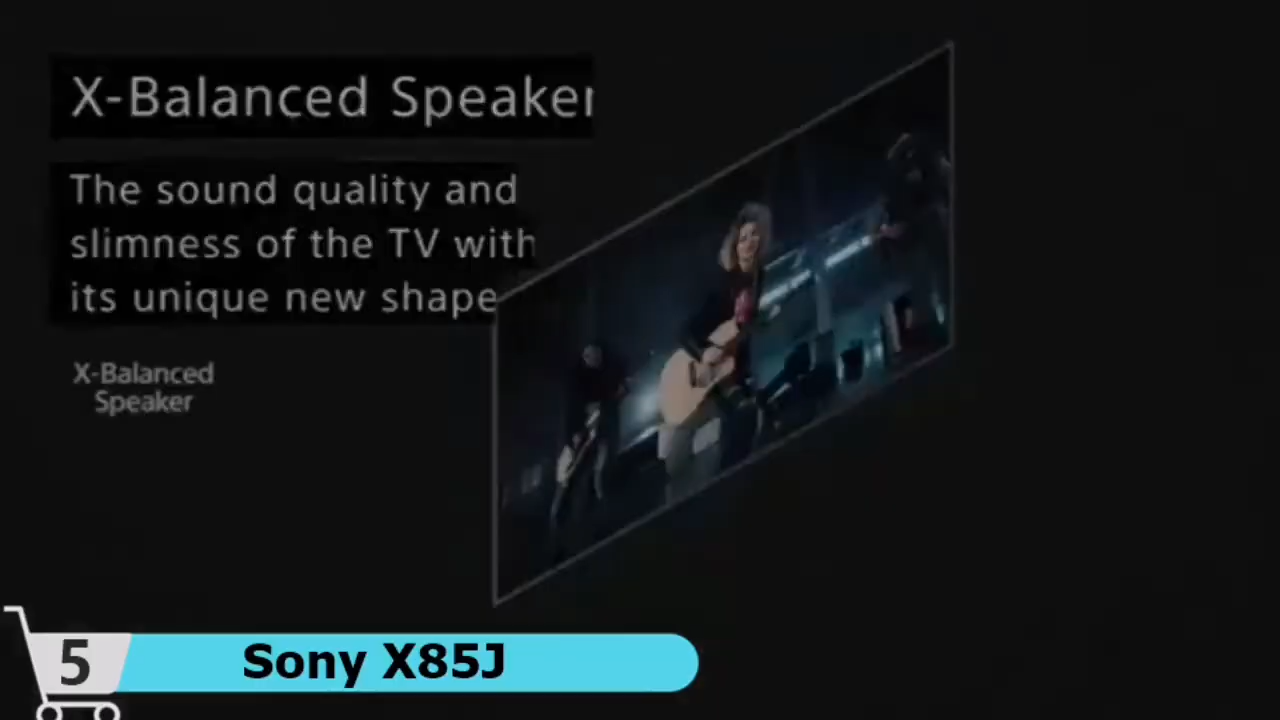 X-Balanced Speaker
The sound quality and
slimness of the TV with
its unique new shape
X-Balanced
Speaker
5
Sony X85J